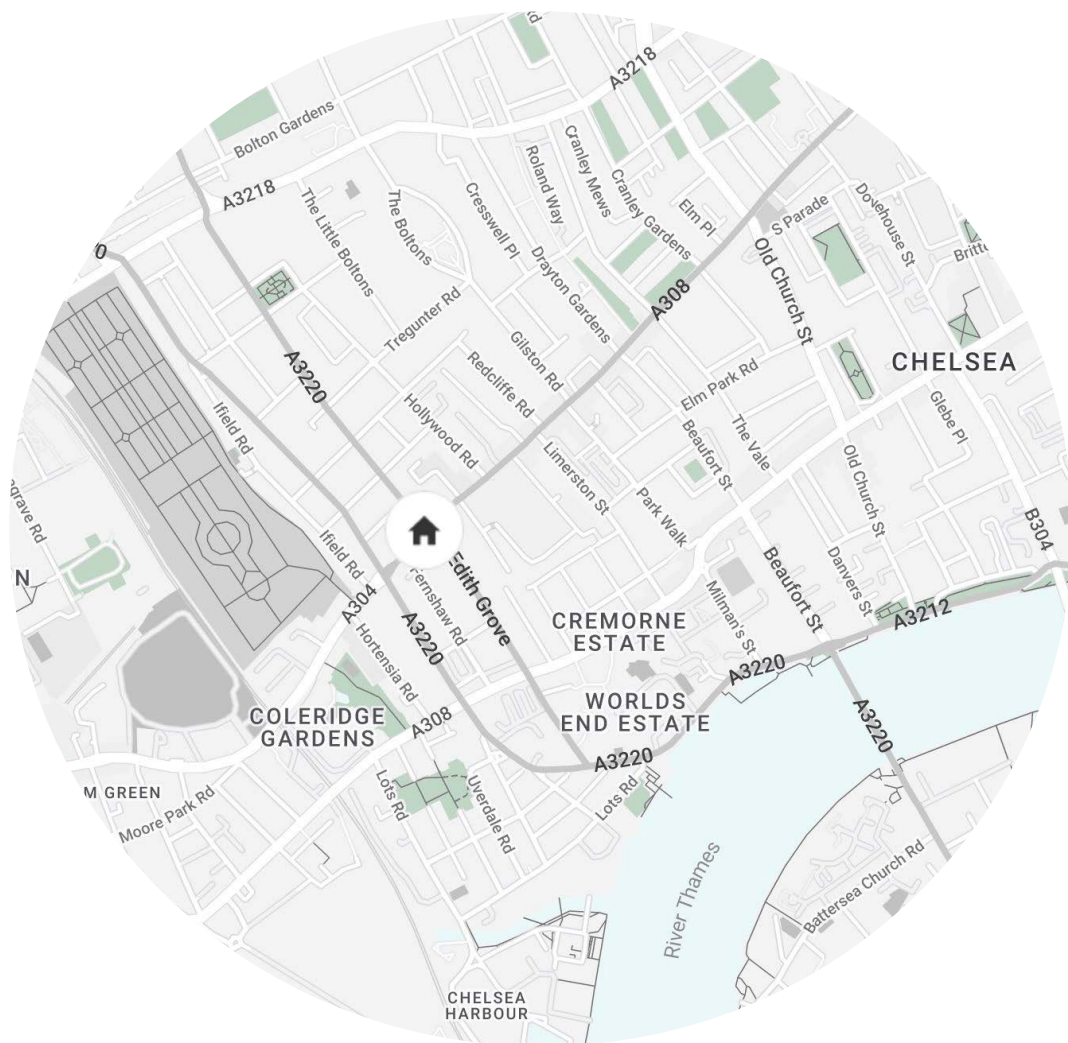 Rd
A3218
Bolton Gardens
A3218
Cranley Mews
Roland Way
Cranley Gardens
Cresswell Pl
The Boltons
The Little Boltons
Elm Pl
S Parade
Dovehouse St
Old Church St
Drayton Gardens
A308
Tregunter Rd
Gilston Rd
A3220
Redcliffe Rd
CHELSEA
Elm Park Rd
Hollywood Rd
Ifield Rd
Glebe Pl
The Vale
Beaufort St
Limerston St
Old Church St
Park Walk
B304
Ifield Rd
Edith Grove
Fernshaw Rd
Beaufort St
Danvers St
A304
Milman's St
A3212
A3220
Hortensia Rd
CREMORNE
ESTATE
A3220
WORLDS
END ESTATE
COLERIDGE
GARDENS
A308
A3220
A3220
M GREEN
Moore Park Rd
Lots Rd
Uverdale Rd
Lots Rd
River Thames
Battersea Church Rd
CHELSEA
HARBOUR